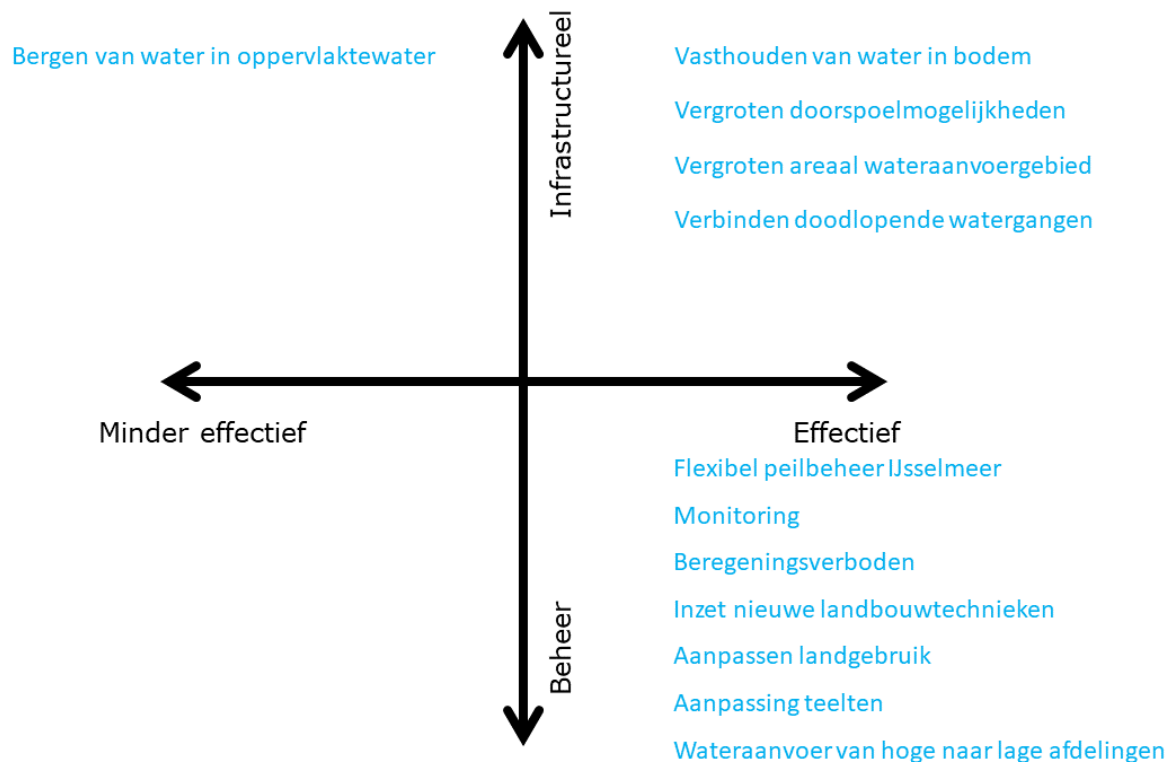 Bergen van water in oppervlaktewater
Infrastructureel
Vasthouden van water in bodem
Vergroten doorspoelmogelijkheden
Vergroten areaal wateraanvoergebied
Verbinden doodlopende watergangen
Minder effectief
Effectief
Beheer
Flexibel peilbeheer IJsselmeer
Monitoring
Beregeningsverboden
Inzet nieuwe landbouwtechnieken
Aanpassen landgebruik
Aanpassing teelten
Wateraanvoer van hoge naar lage afdelingen